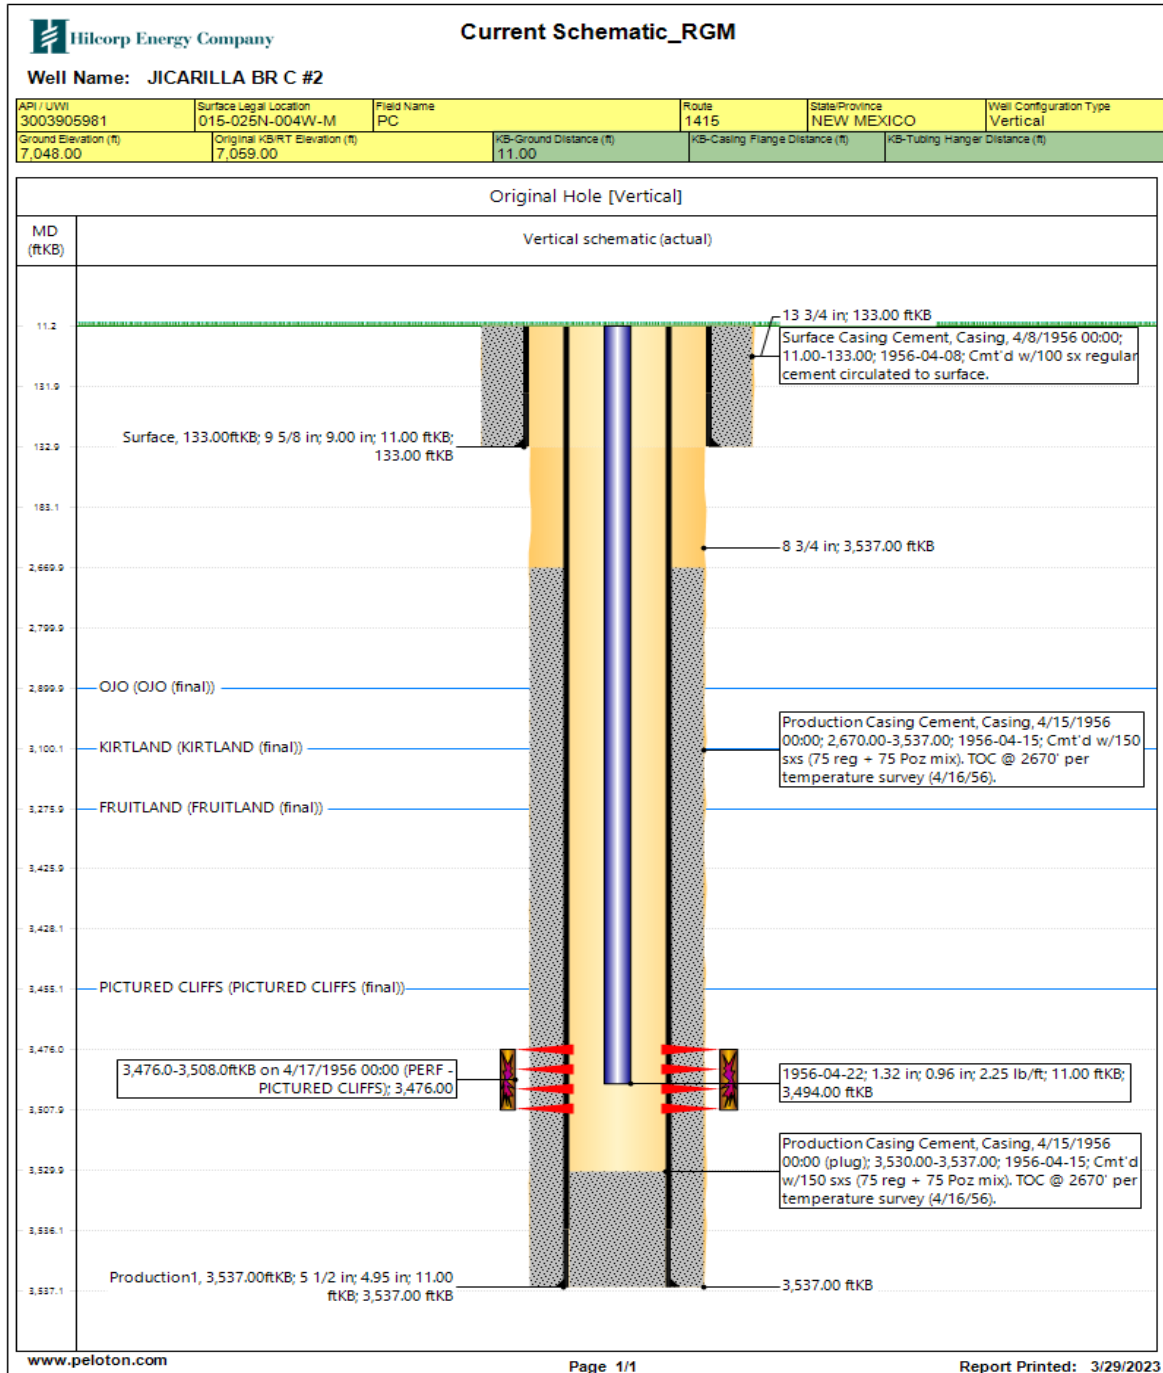 Hilcorp Energy Company
Current Schematic_RGM
Well Name: JICARILLA BR C #2
API / UWI
3003905981
Surface Legal Location
015-025N-004W-M
Field Name
PC
Route
1415
State/Province
NEW MEXICO
Well Configuration Type
Vertical
Ground Elevation (ft)
7,048.00
Original KB/RT Elevation (ft)
7,059.00
KB-Ground Distance (ft)
11.00
KB-Casing Flange Distance (ft)
KB-Tubing Hanger Distance (ft)
Original Hole [Vertical]
MD
(ftKB)
Vertical schematic (actual)
11.2
13 3/4 in; 133.00 ftKB
Surface Casing Cement, Casing, 4/8/1956 00:00;
11.00-133.00; 1956-04-08; Cmt'd w/100 sx regular
cement circulated to surface.
131.9
Surface, 133.00ftKB; 9 5/8 in; 9.00 in; 11.00 ftKB;
133.00 ftKB
132.9
183.1
8 3/4 in; 3,537.00 ftKB
2,669.9
2,799.9
2,899.9
OJO (OJO (final))
Production Casing Cement, Casing, 4/15/1956
00:00; 2,670.00-3,537.00; 1956-04-15; Cmt'd w/150
sxs (75 reg + 75 Poz mix). TOC @ 2670' per
temperature survey (4/16/56).
3,100.1
KIRTLAND (KIRTLAND (final))
3,275.9
FRUITLAND (FRUITLAND (final))
3,425.9
3,428.1
3,455.1
PICTURED CLIFFS (PICTURED CLIFFS (final))
3,476.0
3,476.0-3,508.0ftKB on 4/17/1956 00:00 (PERF -
PICTURED CLIFFS); 3,476.00
1956-04-22; 1.32 in; 0.96 in; 2.25 lb/ft; 11.00 ftKB;
3,494.00 ftKB
3,507.9
Production Casing Cement, Casing, 4/15/1956
00:00 (plug); 3,530.00-3,537.00; 1956-04-15; Cmt'd
w/150 sxs (75 reg + 75 Poz mix). TOC @ 2670' per
temperature survey (4/16/56).
3,529.9
3,536.1
Production1, 3,537.00ftKB; 5 1/2 in; 4.95 in; 11.00
ftKB; 3,537.00 ftKB
3,537.00 ftKB
3,537.1
www.peloton.com
Page 1/1
Report Printed: 3/29/2023